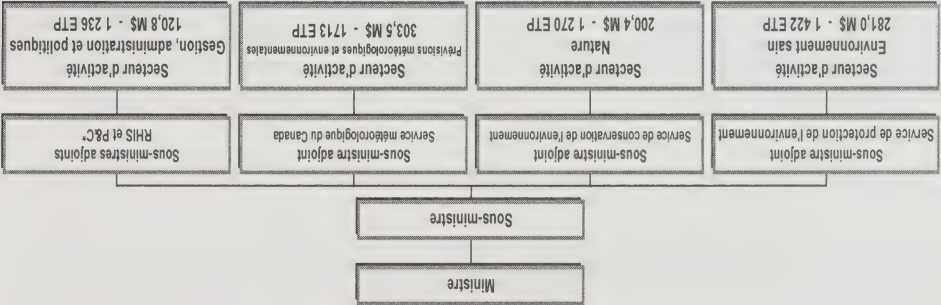 Ministre
Sous-ministre
Sous-ministres adjoints
RHIS et P&C*
Sous-ministre adjoint
Service météorologique du Canada
Sous-ministre adjoint
Service de conservation de l'environnement
Sous-ministre adjoint
Service de protection de l'environnement
Secteur d'activité
Gestion, administration et politiques
120,8 M$ - 1 236 ETP
Secteur d'activité
Prévisions météorologiques et environnementales
303,5 M$ - 1713 ETP
Secteur d'activité
Nature
200,4 M$ - 1 270 ETP
Secteur d'activité
Environnement sain
281,0 M$ - 1 422 ETP